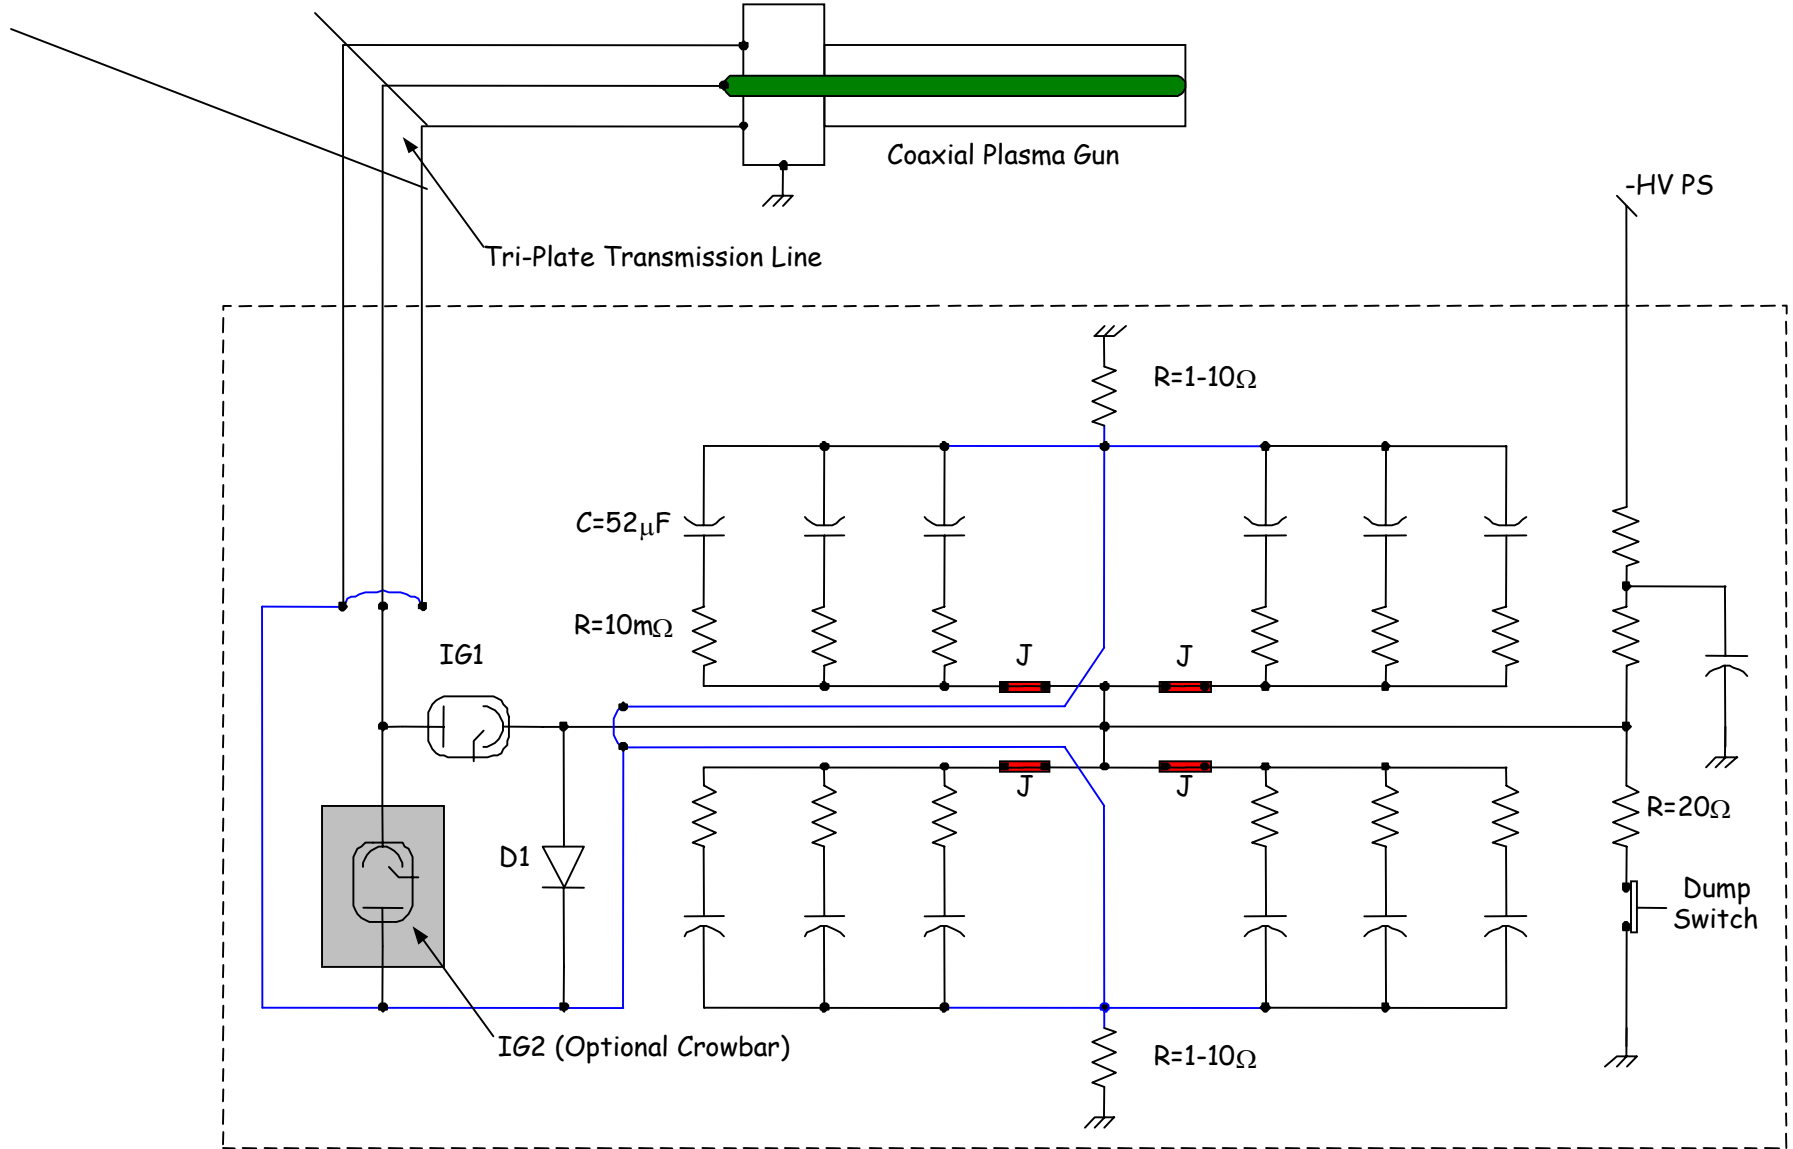 Coaxial Plasma Gun
-HV PS
Tri-Plate Transmission Line
R=1-10Ω
C=52μF
R=10mΩ
IG1
J
J
J
J
R=20Ω
D1
Dump
Switch
IG2 (Optional Crowbar)
R=1-10Ω